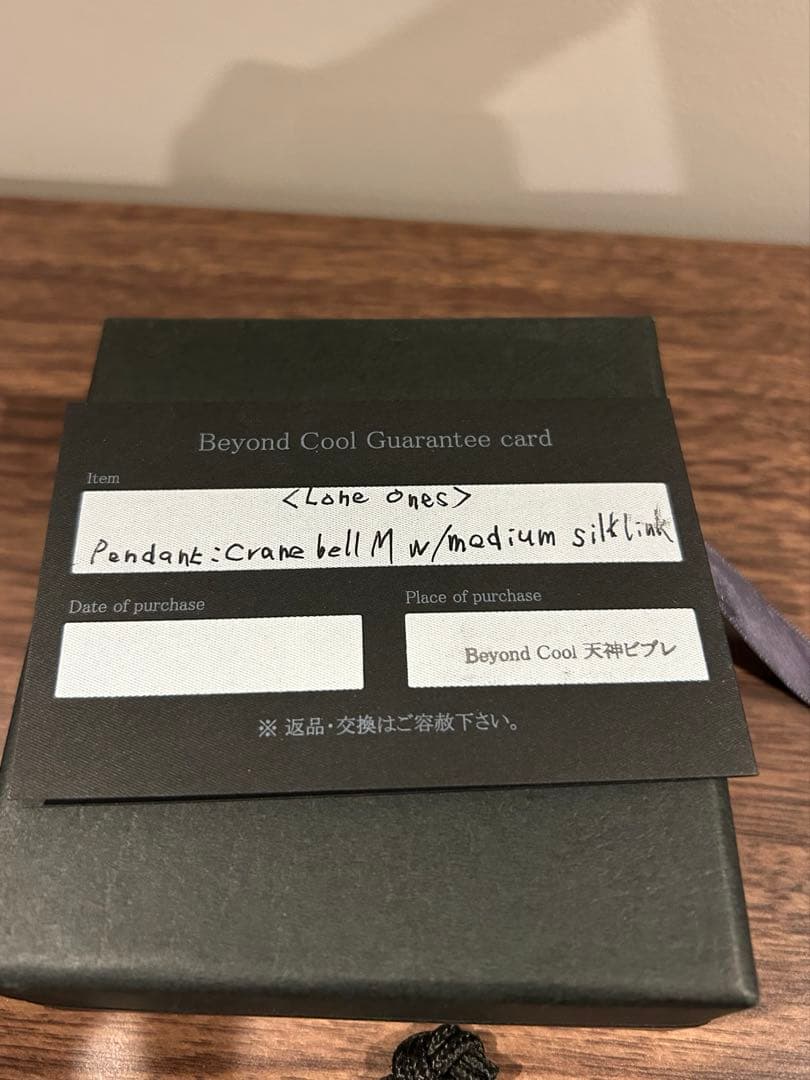 Beyond Cool Guarantee card
Item
<Lone ones>
Pendant:Crane bell M w/medium silk link
Date of purchase
Place of purchase
Beyond Cool 天神ビブレ
※ 返品・交換はご容赦下さい。